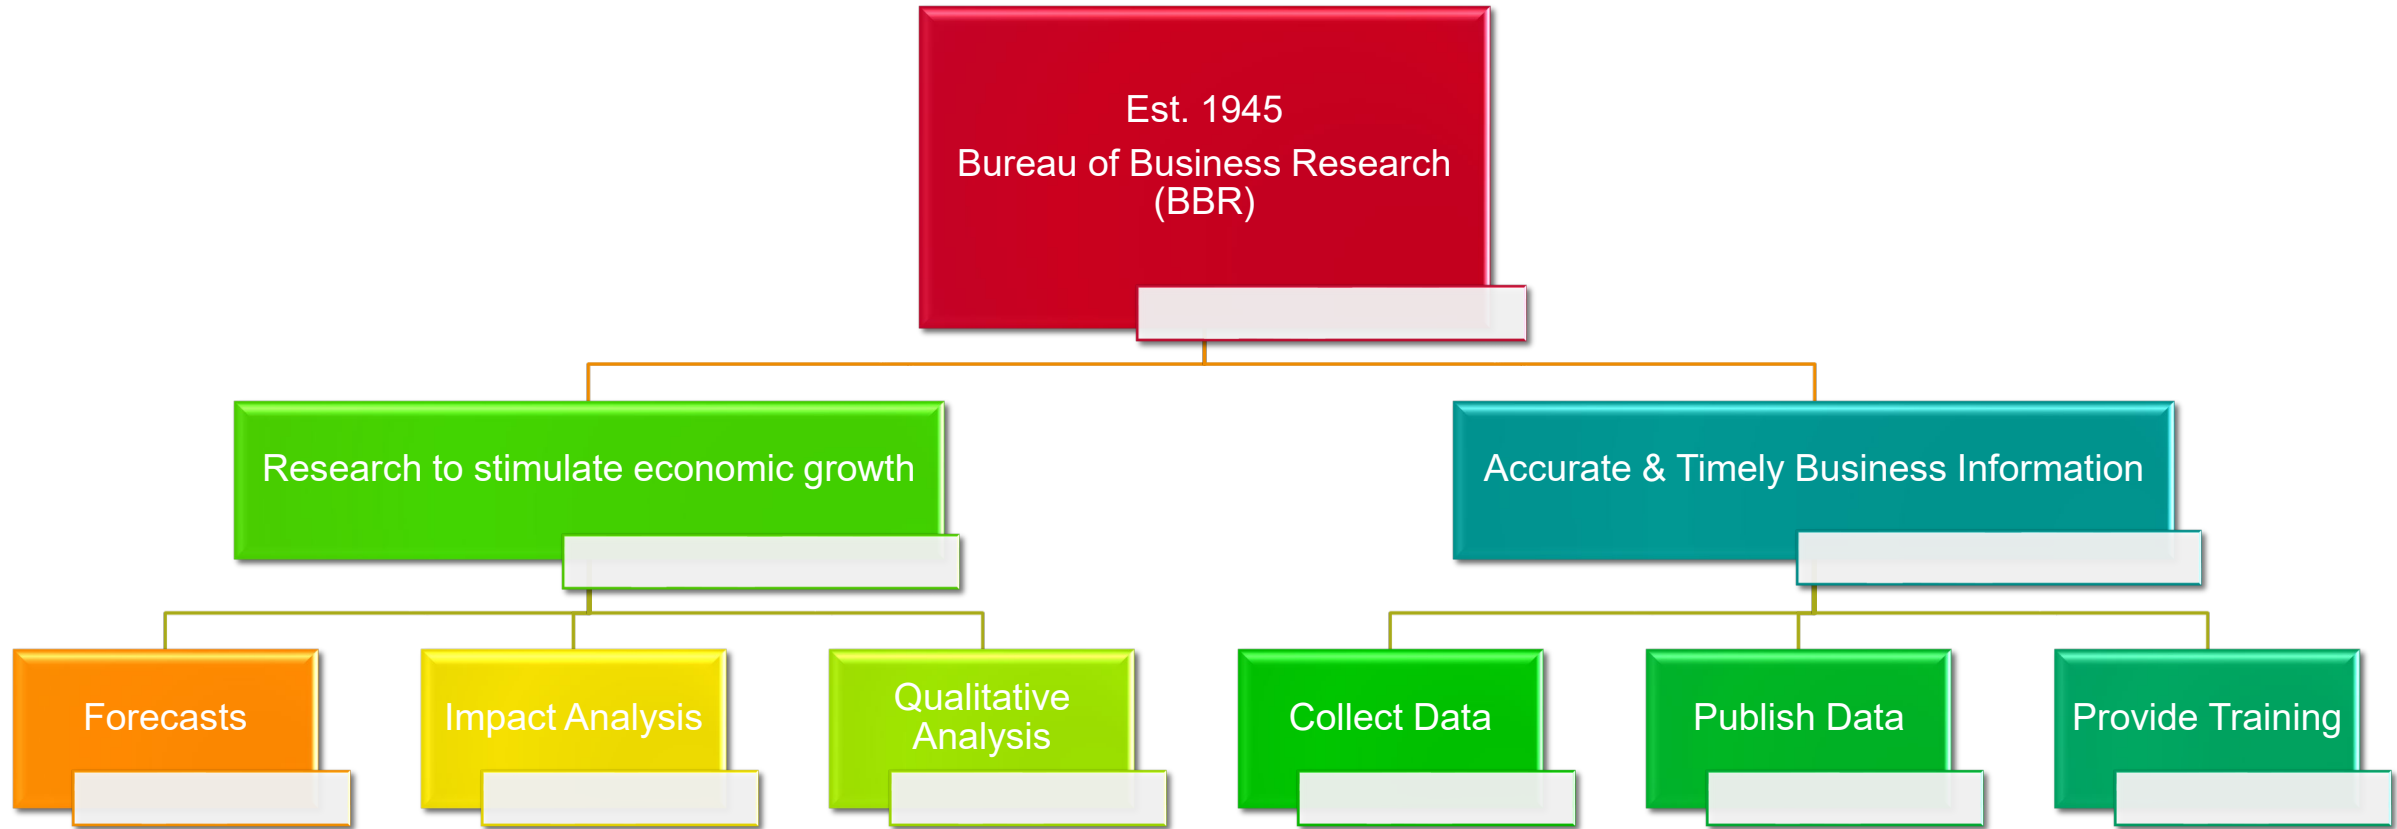 Est. 1945
Bureau of Business Research
(BBR)
Research to stimulate economic growth
Accurate & Timely Business Information
Forecasts
Impact Analysis
Qualitative
Analysis
Collect Data
Publish Data
Provide Training